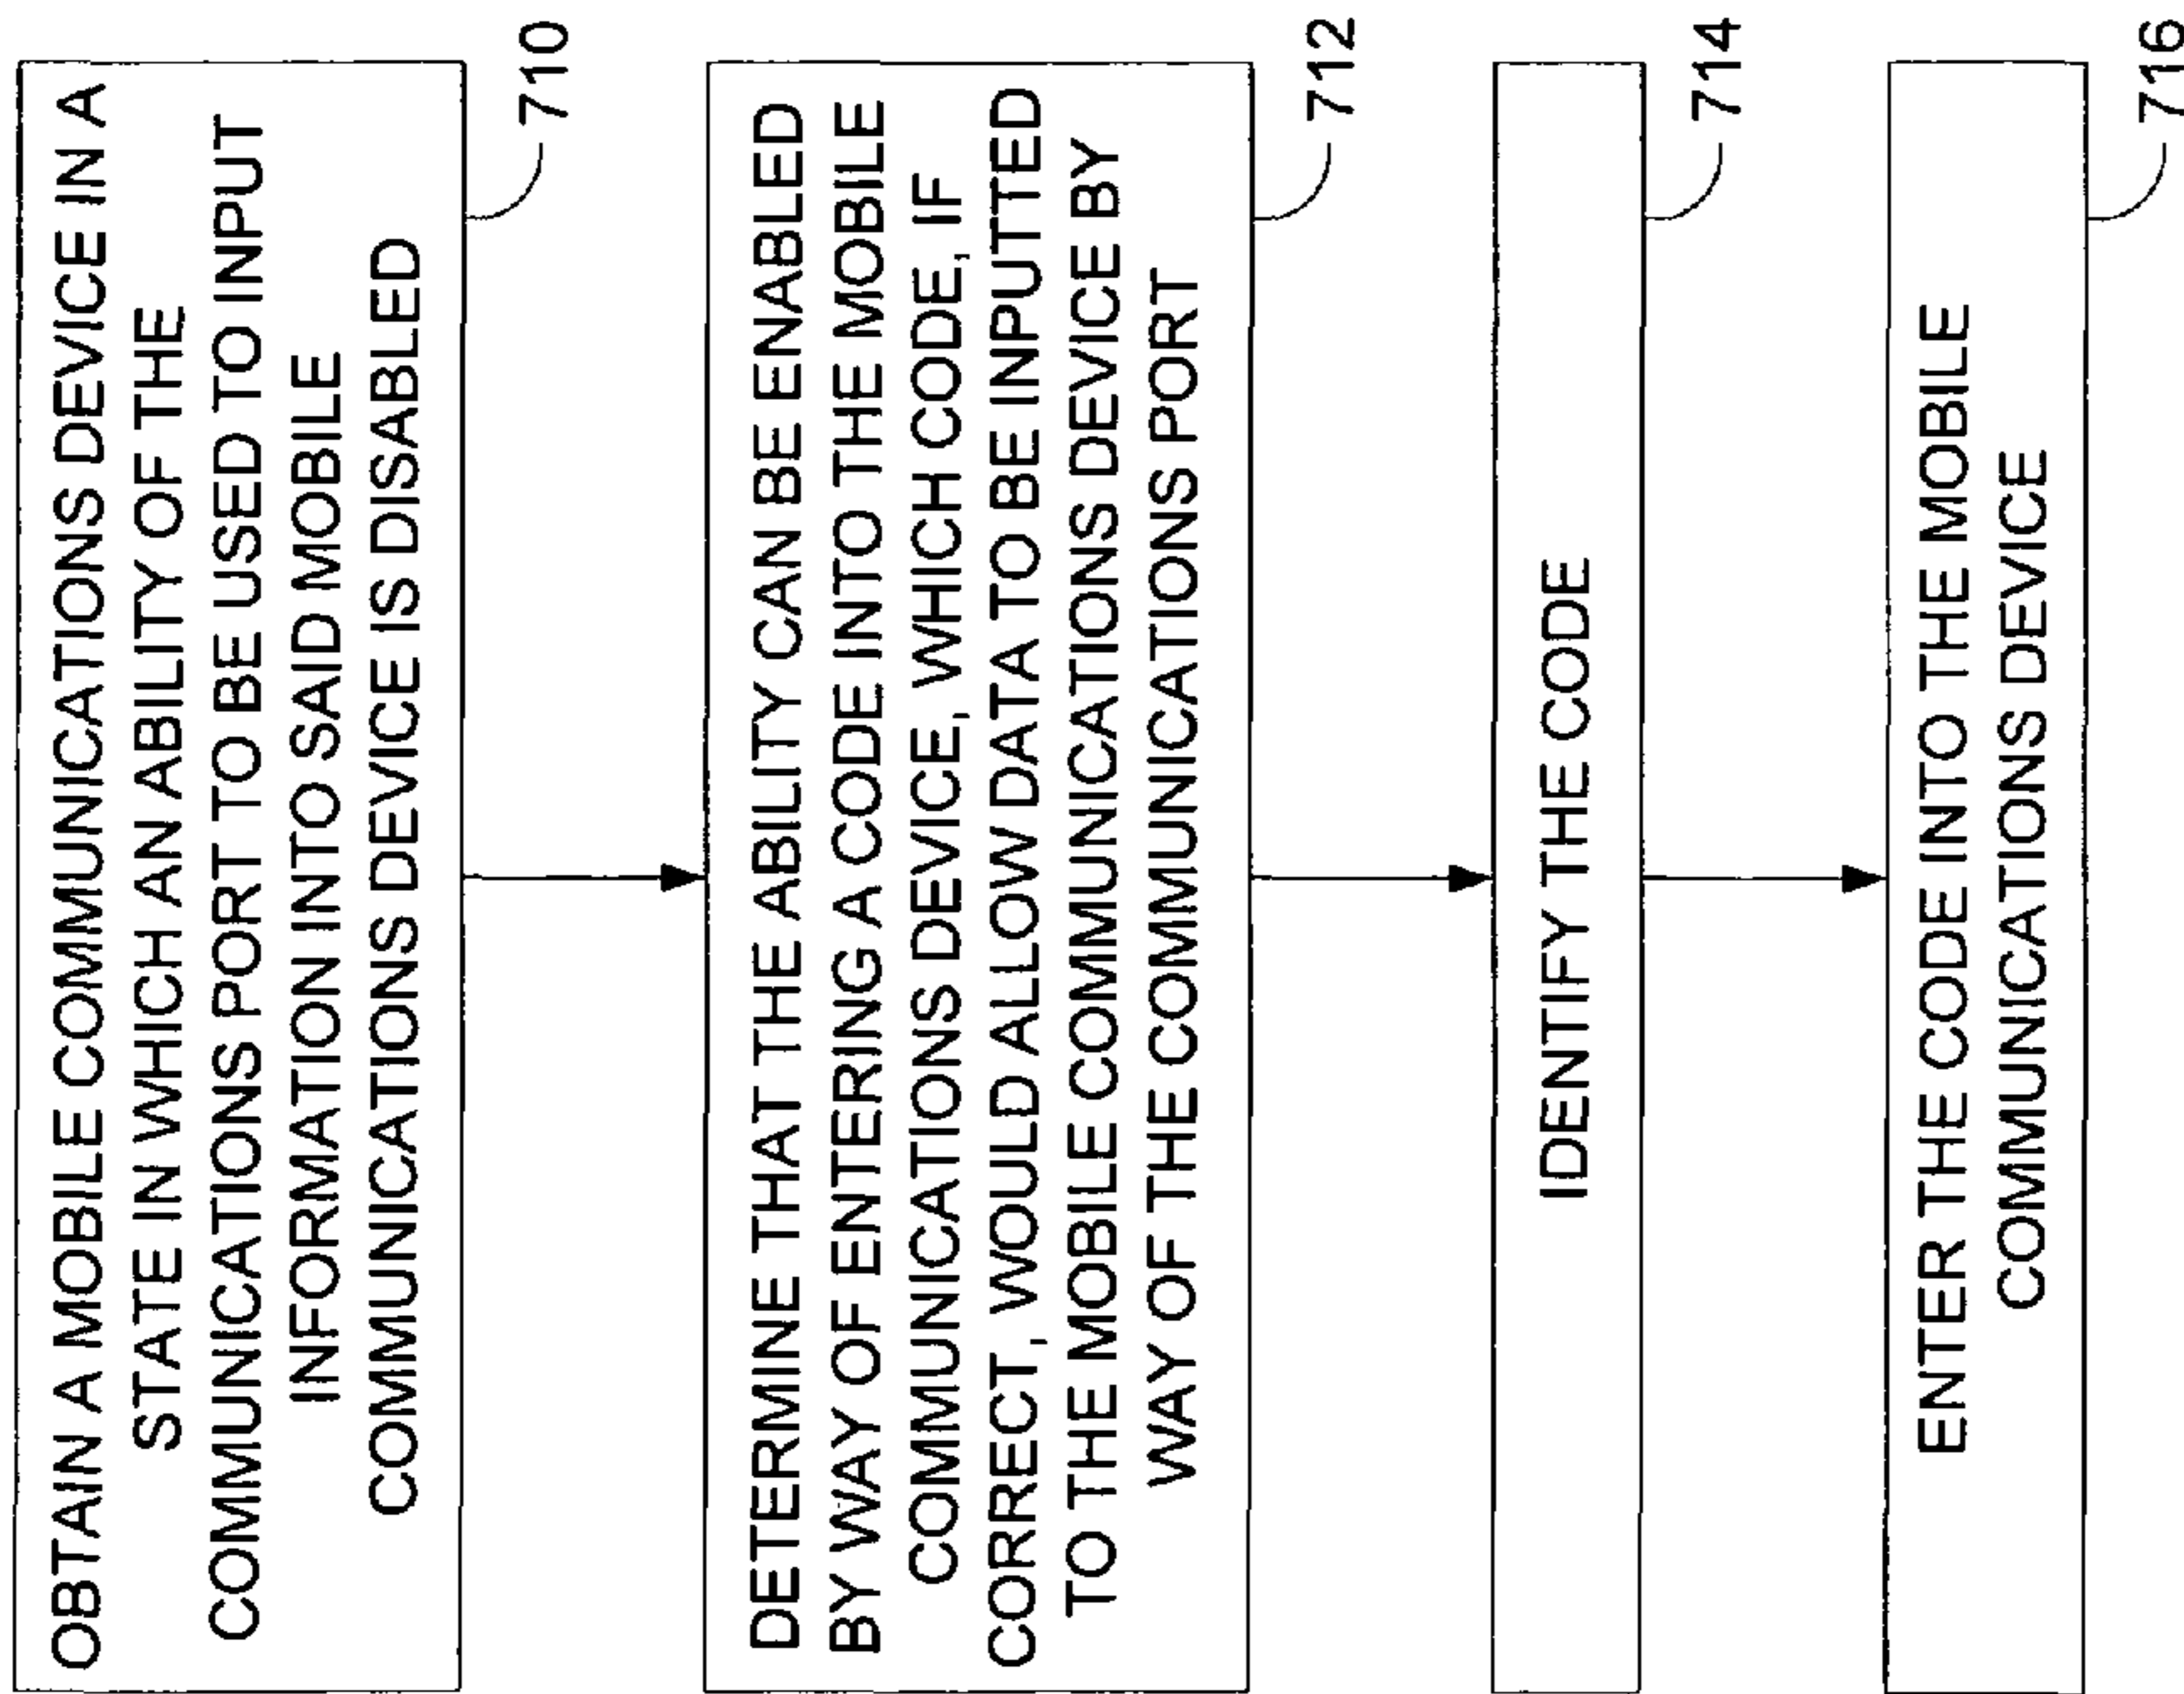 OBTAIN A MOBILE COMMUNICATIONS DEVICE IN A
STATE IN WHICH AN ABILITY OF THE
COMMUNICATIONS PORT TO BE USED TO INPUT
INFORMATION INTO SAID MOBILE
COMMUNICATIONS DEVICE IS DISABLED
710
DETERMINE THAT THE ABILITY CAN BE ENABLED
BY WAY OF ENTERING A CODE INTO THE MOBILE
COMMUNICATIONS DEVICE, WHICH CODE, IF
CORRECT, WOULD ALLOW DATA TO BE INPUTTED
TO THE MOBILE COMMUNICATIONS DEVICE BY
WAY OF THE COMMUNICATIONS PORT
712
IDENTIFY THE CODE
714
ENTER THE CODE INTO THE MOBILE
COMMUNICATIONS DEVICE
716